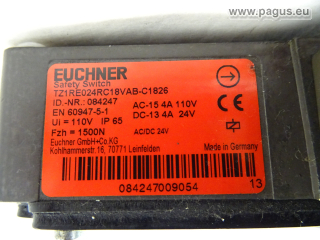 www.pagus.eu
EUCHNER
Safety Switch
TZ1RE024RC18VAB-C1826
ID.-NR.: 084247
AC-15 4A 110V
EN 60947-5-1
DC-13 4A 24V
Ui = 110V IP 65
Fzh = 1500N
AC/DC 24V
Euchner GmbH+Co.KG
Kohlhammerstr.16, 70771 Leinfelden
Made in Germany
084247009054
13